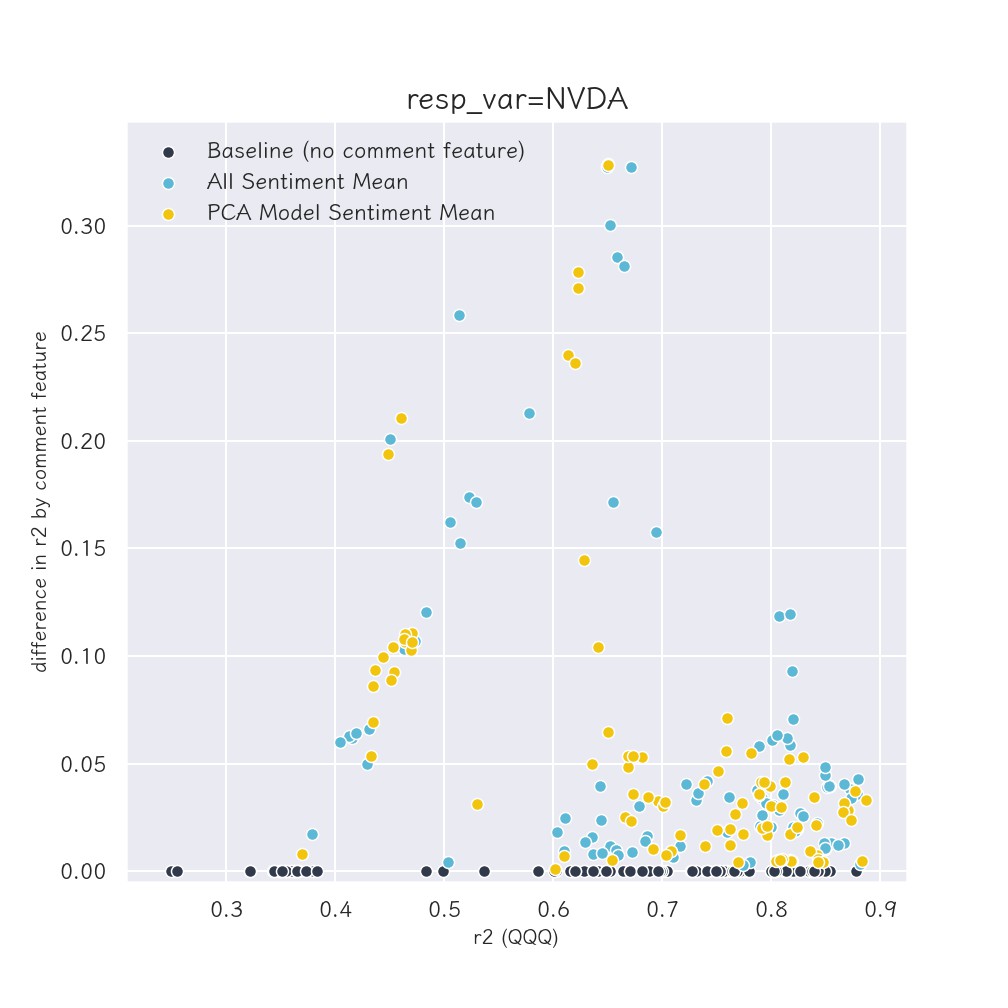 resp_var=NVDA
Baseline (no comment feature)
All Sentiment Mean
PCA Model Sentiment Mean
difference in r2 by comment feature
0.30
0.25
0.20
0.15
0.10
0.05
0.00
0.3 0.4 0.5 0.6 0.7 0.8 0.9
r2 (QQQ)